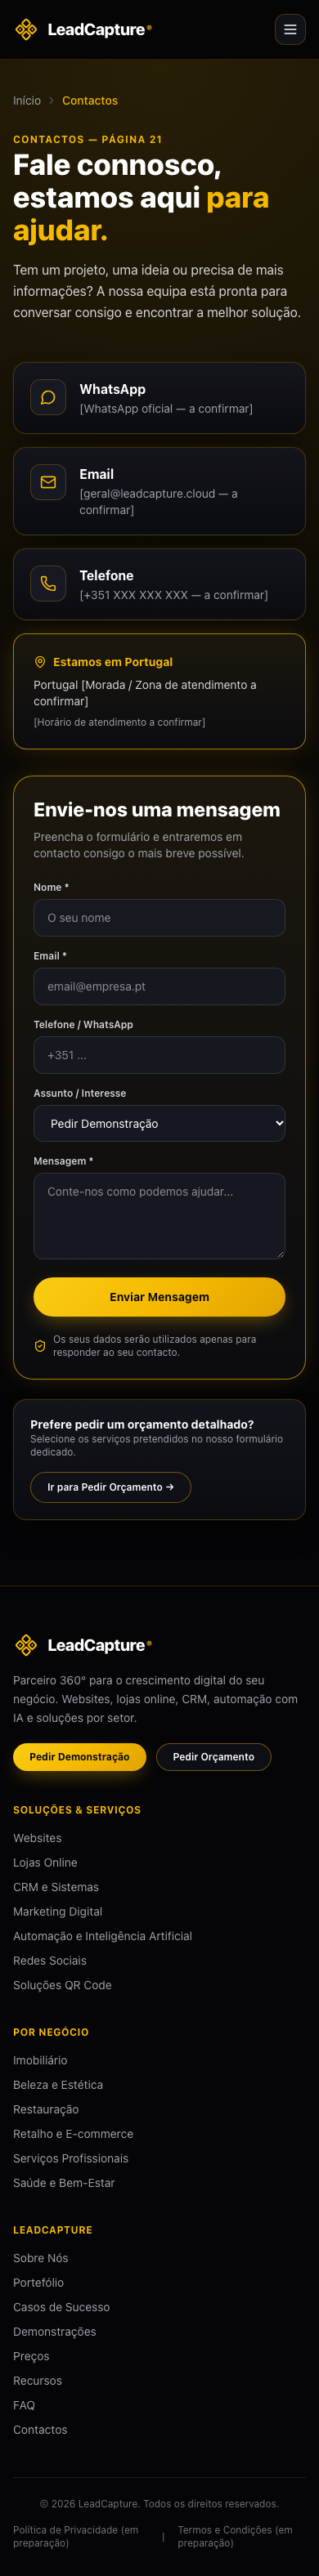 LeadCapture®
Início > Contactos
CONTACTOS — PÁGINA 21
Fale connosco,
estamos aqui para
ajudar.
Tem um projeto, uma ideia ou precisa de mais
informações? A nossa equipa está pronta para
conversar consigo e encontrar a melhor solução.
WhatsApp
[WhatsApp oficial — a confirmar]
Email
[geral@leadcapture.cloud — a
confirmar]
Telefone
[+351 XXX XXX XXX — a confirmar]
Estamos em Portugal
Portugal [Morada / Zona de atendimento a
confirmar]
[Horário de atendimento a confirmar]
Envie-nos uma mensagem
Preencha o formulário e entraremos em
contacto consigo o mais breve possível.
Nome *
O seu nome
Email *
email@empresa.pt
Telefone / WhatsApp
+351 ...
Assunto / Interesse
Pedir Demonstração
Mensagem *
Conte-nos como podemos ajudar...
Enviar Mensagem
Os seus dados serão utilizados apenas para
responder ao seu contacto.
Prefere pedir um orçamento detalhado?
Selecione os serviços pretendidos no nosso formulário
dedicado.
Ir para Pedir Orçamento →
LeadCapture®
Parceiro 360° para o crescimento digital do seu
negócio. Websites, lojas online, CRM, automação com
IA e soluções por setor.
Pedir Demonstração
Pedir Orçamento
SOLUÇÕES & SERVIÇOS
Websites
Lojas Online
CRM e Sistemas
Marketing Digital
Automação e Inteligência Artificial
Redes Sociais
Soluções QR Code
POR NEGÓCIO
Imobiliário
Beleza e Estética
Restauração
Retalho e E-commerce
Serviços Profissionais
Saúde e Bem-Estar
LEADCAPTURE
Sobre Nós
Portefólio
Casos de Sucesso
Demonstrações
Preços
Recursos
FAQ
Contactos
© 2026 LeadCapture. Todos os direitos reservados.
Política de Privacidade (em
preparação)
|
Termos e Condições (em
preparação)